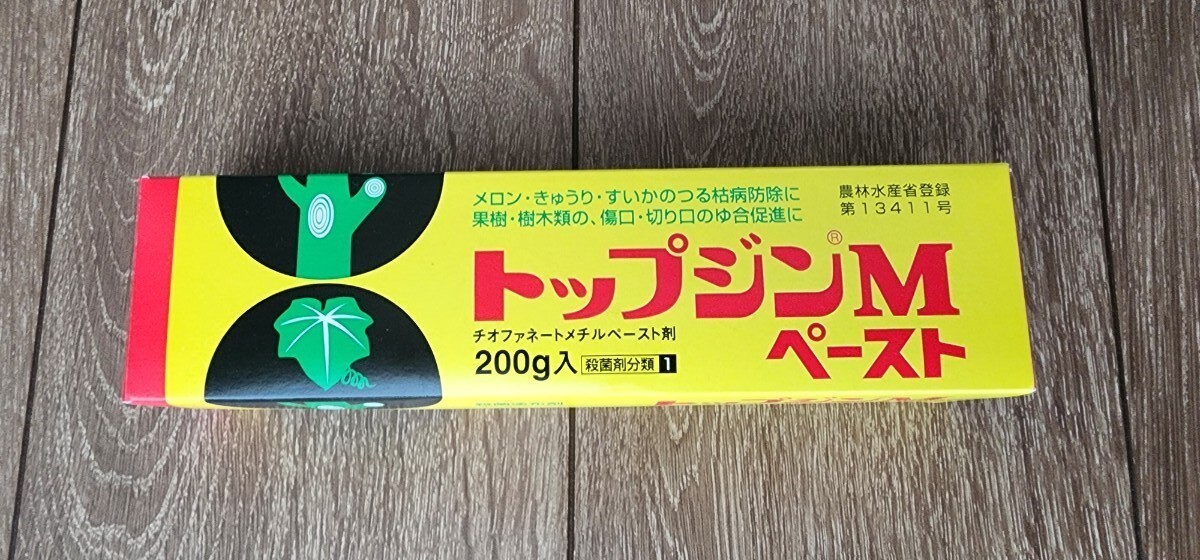 メロン・きゅうり・すいかのつる枯病防除に
果樹・樹木類の、傷口・切り口のゆ合促進に
農林水産省登録
第13411号
トップジン®M
ペースト
チオファネートメチルペースト剤
200g入 殺菌剤分類 1